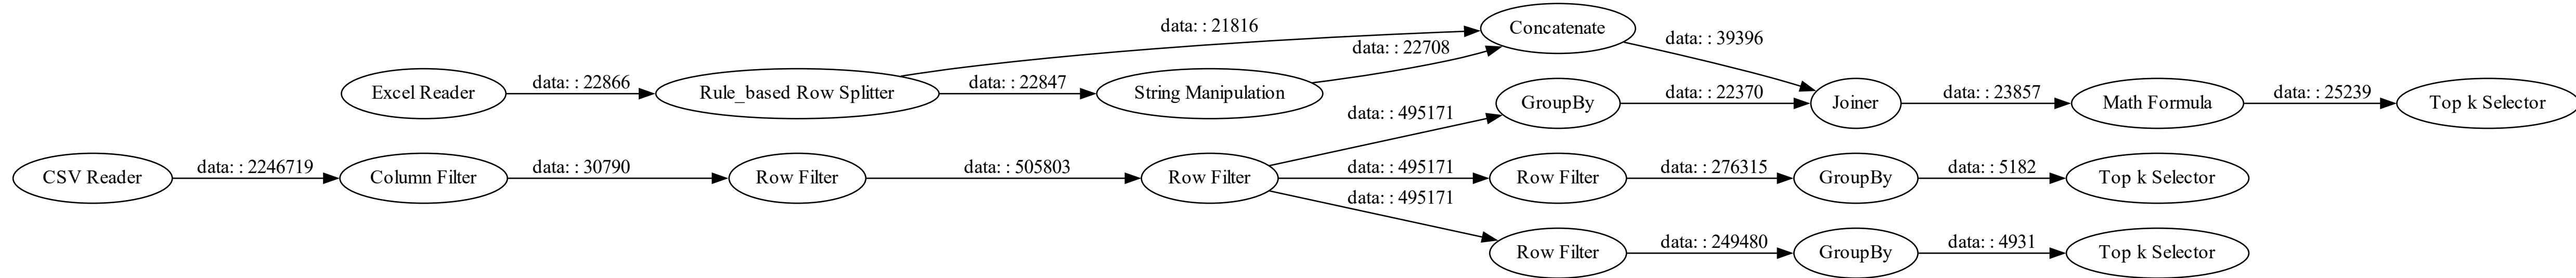 data: : 21816
Concatenate
data: : 39396
data: : 22708
Excel Reader
data: : 22866
Rule_based Row Splitter
data: : 22847
String Manipulation
GroupBy
data: : 22370
Joiner
data: : 23857
Math Formula
data: : 25239
Top k Selector
data: : 495171
CSV Reader
data: : 2246719
Column Filter
data: : 30790
Row Filter
data: : 505803
Row Filter
data: : 495171
Row Filter
data: : 276315
GroupBy
data: : 5182
Top k Selector
data: : 495171
Row Filter
data: : 249480
GroupBy
data: : 4931
Top k Selector